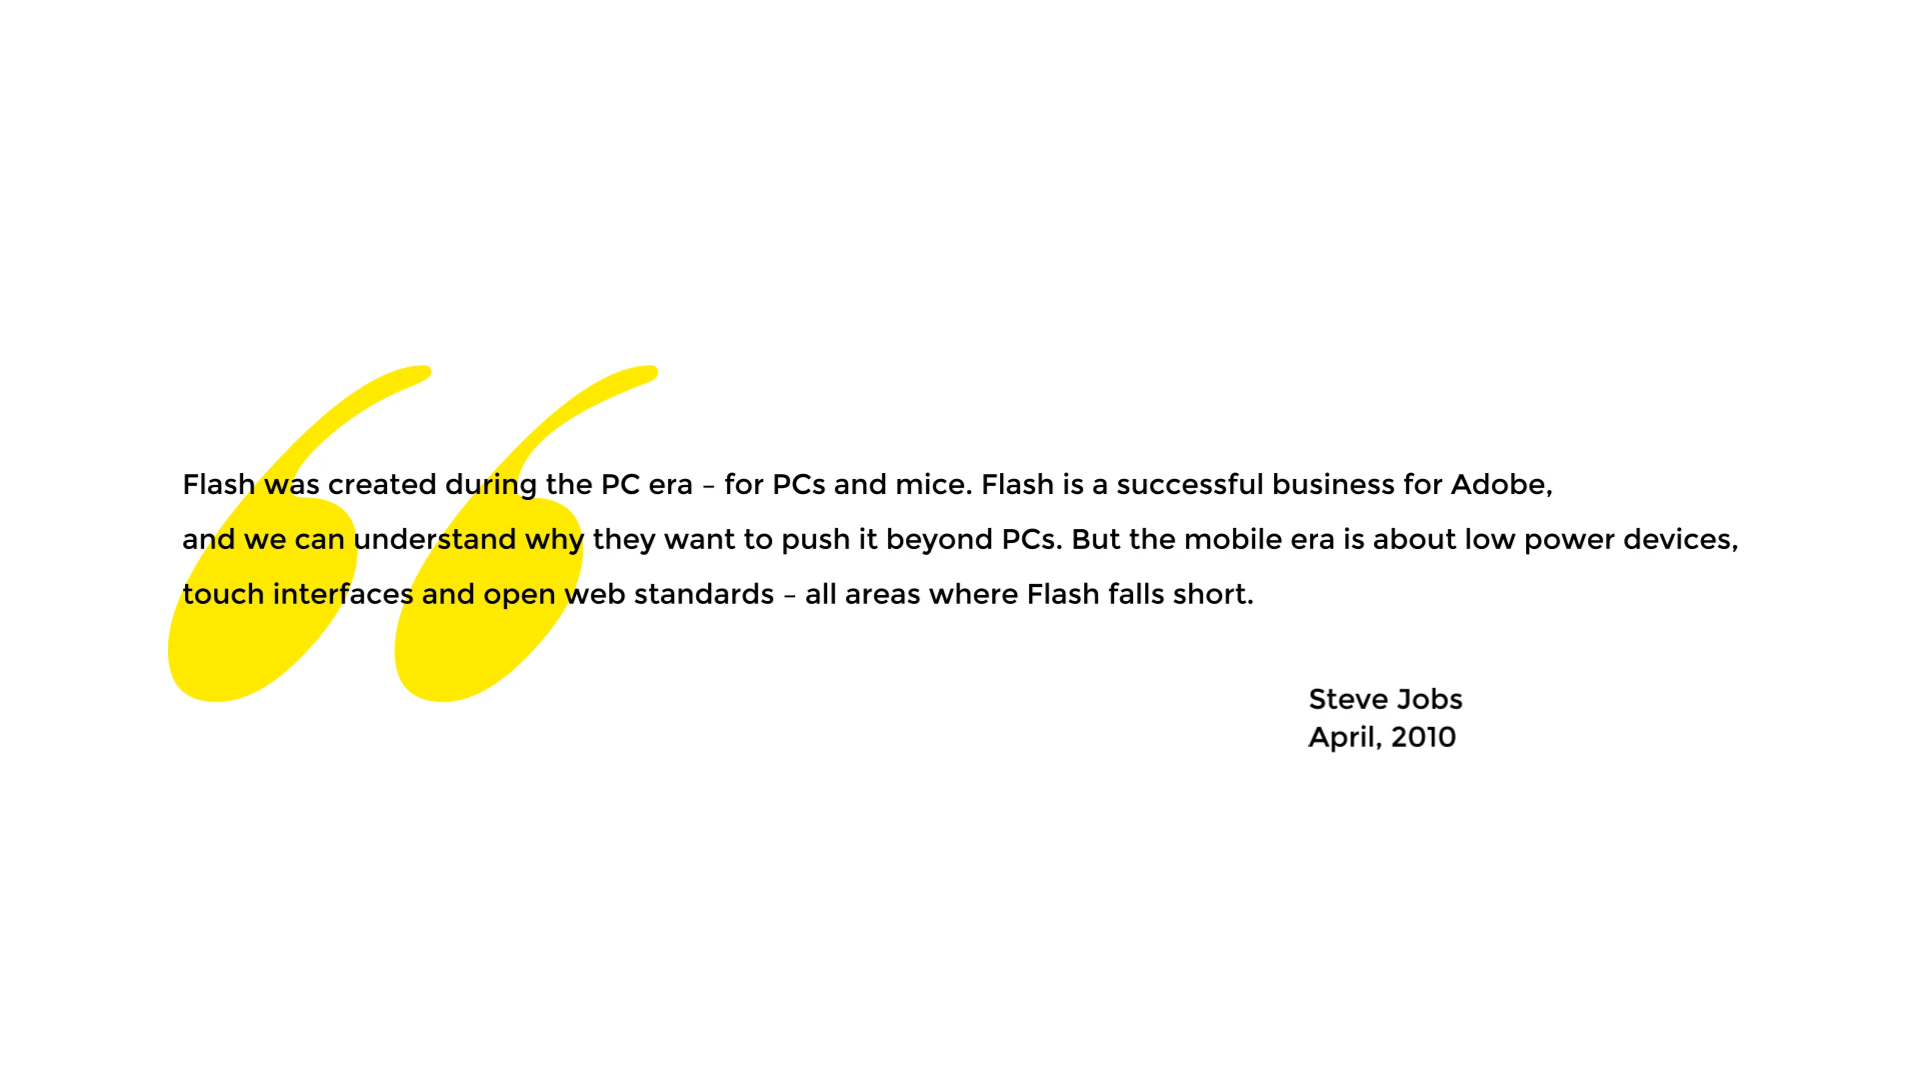 Flash was created during the PC era – for PCs and mice. Flash is a successful business for Adobe,
and we can understand why they want to push it beyond PCs. But the mobile era is about low power devices,
touch interfaces and open web standards – all areas where Flash falls short.
Steve Jobs
April, 2010